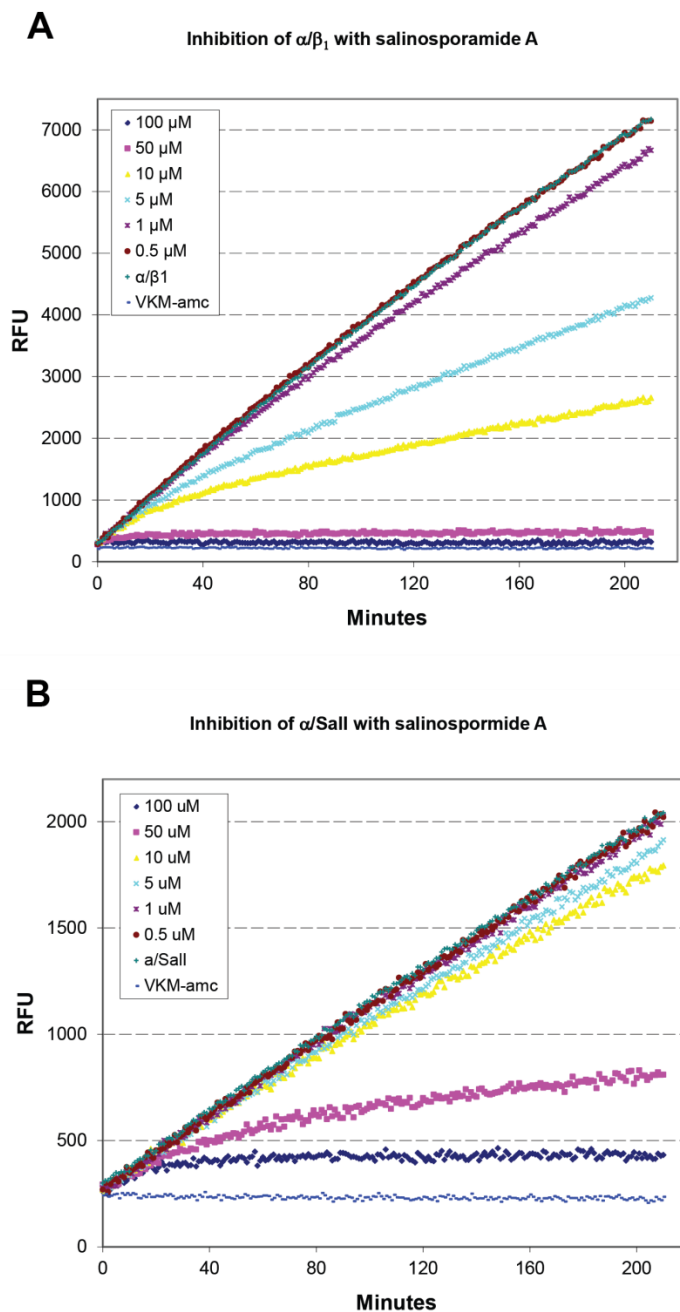 A
Inhibition of α/β₁ with salinosporamide A
7000
6000
5000
4000
3000
2000
1000
0
RFU
100 µM
50 µM
10 µM
5 µM
1 µM
0.5 µM
α/β1
VKM-amc
0 40 80 120 160 200
Minutes
B
Inhibition of α/SalI with salinospormide A
2000
1500
1000
500
0
RFU
100 uM
50 uM
10 uM
5 uM
1 uM
0.5 uM
a/SalI
VKM-amc
0 40 80 120 160 200
Minutes